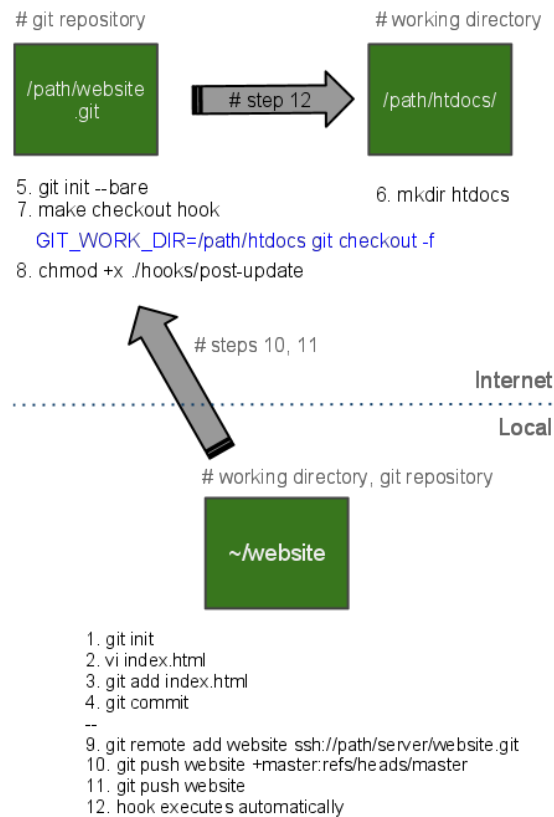 # git repository
# working directory
/path/website
.git
# step 12
/path/htdocs/
5. git init --bare
7. make checkout hook
GIT_WORK_DIR=/path/htdocs git checkout -f
8. chmod +x ./hooks/post-update
6. mkdir htdocs
# steps 10, 11
Internet
Local
# working directory, git repository
~/website
1. git init
2. vi index.html
3. git add index.html
4. git commit
--
9. git remote add website ssh://path/server/website.git
10. git push website +master:refs/heads/master
11. git push website
12. hook executes automatically